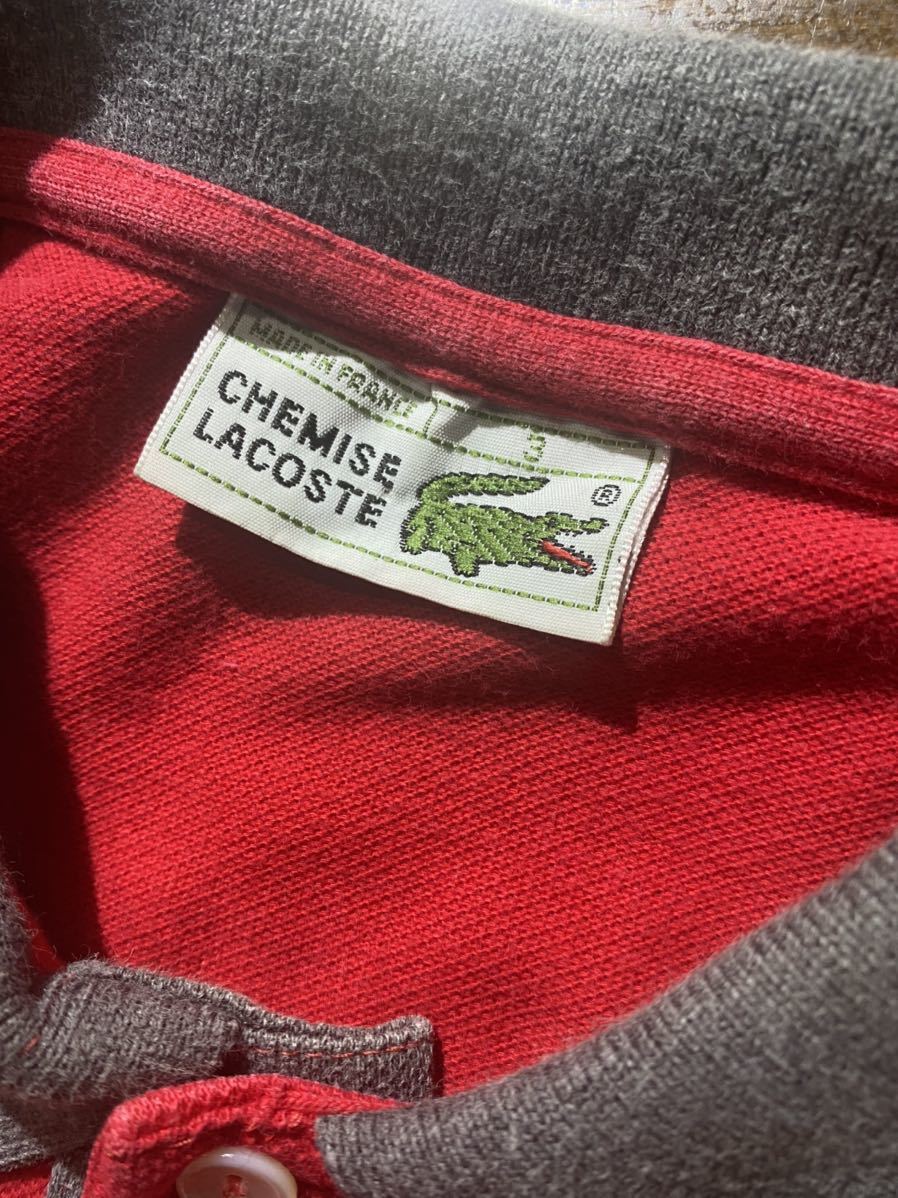 MADE IN FRANCE
3
CHEMISE
LACOSTE
®